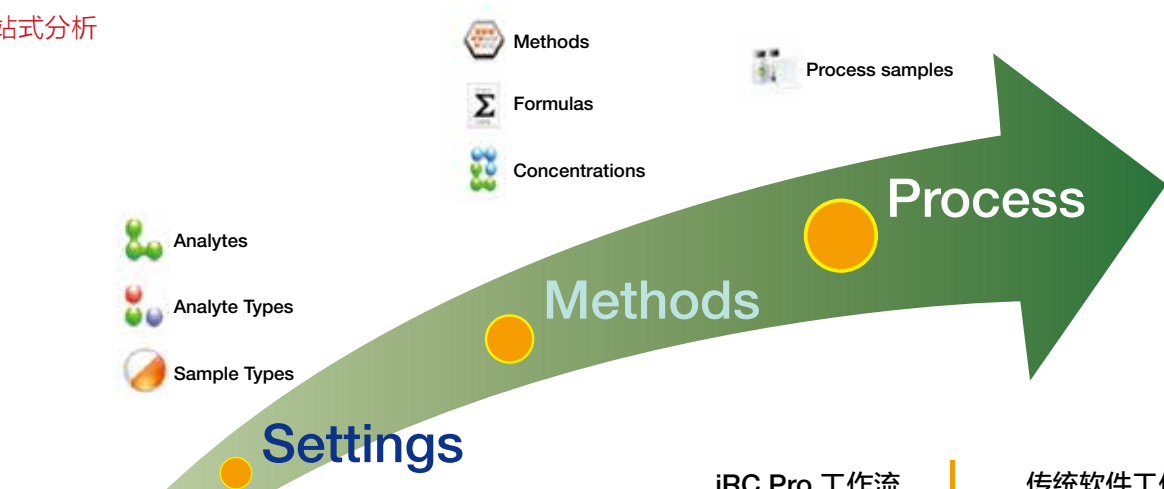 站式分析
Methods
Formulas
Concentrations
Process samples
Analytes
Analyte Types
Sample Types
Process
Methods
Settings
iRC Pro 工作流
传统软件工